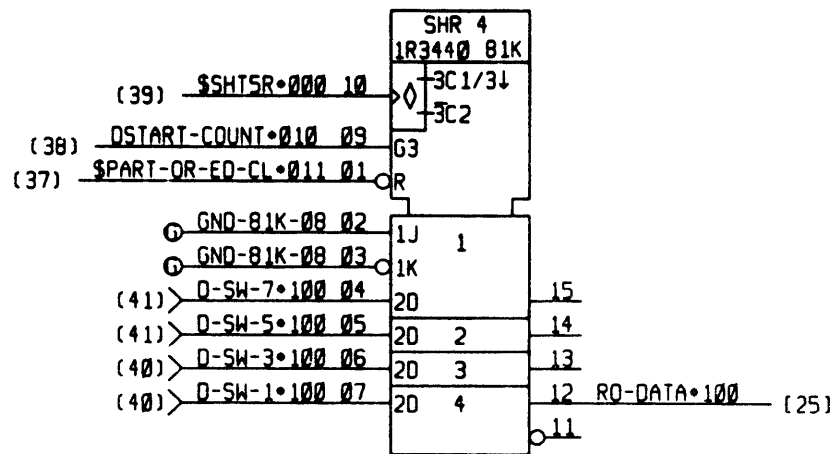 SHR 4
1R3440 81K
(39) $SHTSR•000 10 3C1/3↓
3C2
(38) DSTART-COUNT•010 09 G3
(37) $PART-OR-ED-CL•011 01 R
G GND-81K-08 02 1J 1
G GND-81K-08 03 1K
(41) D-SW-7•100 04 2D 15
(41) D-SW-5•100 05 2D 2 14
(40) D-SW-3•100 06 2D 3 13
(40) D-SW-1•100 07 2D 4 12 RO-DATA•100 (25)
11